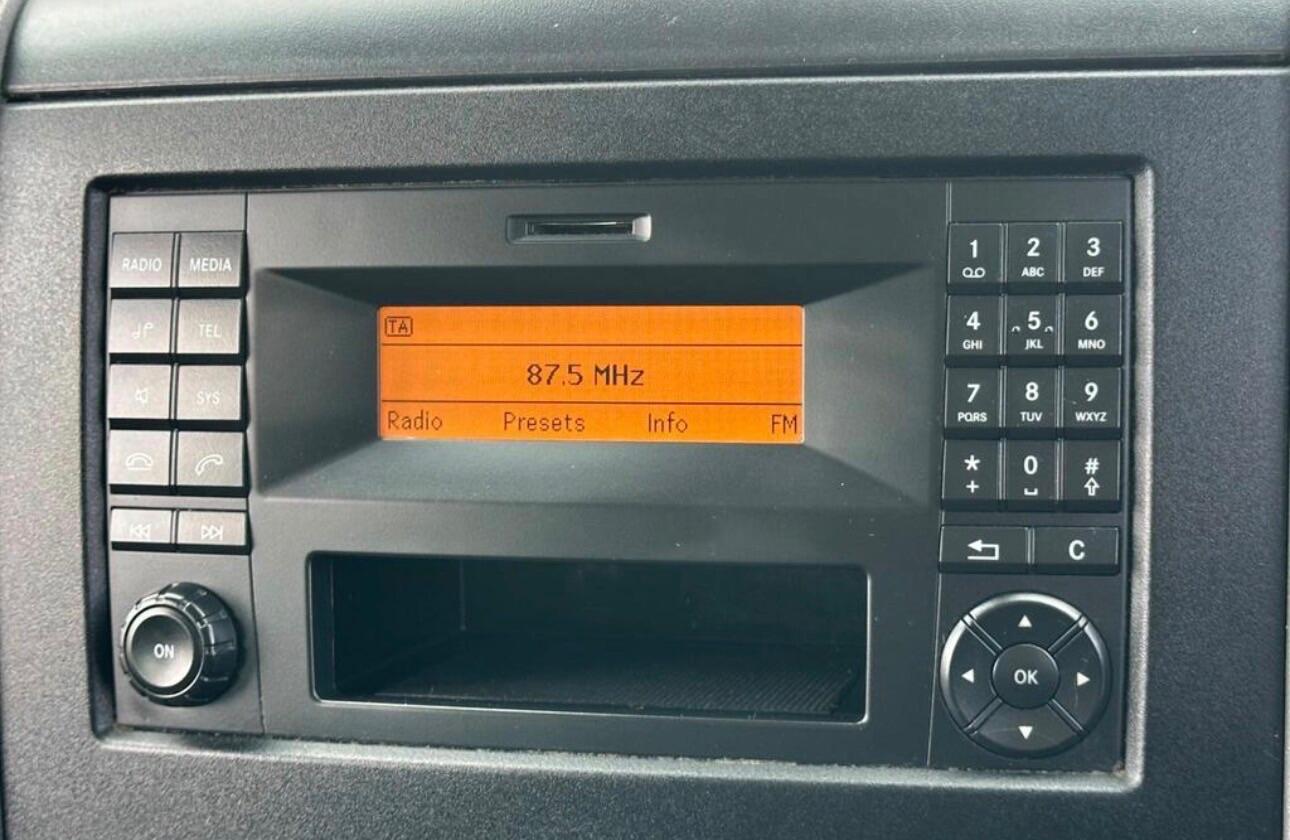 RADIO MEDIA
TEL
SYS
ON
TA
87.5 MHz
Radio Presets Info FM
1 2 ABC 3 DEF
4 GHI 5 JKL 6 MNO
7 PQRS 8 TUV 9 WXYZ
* + 0 #
C
OK